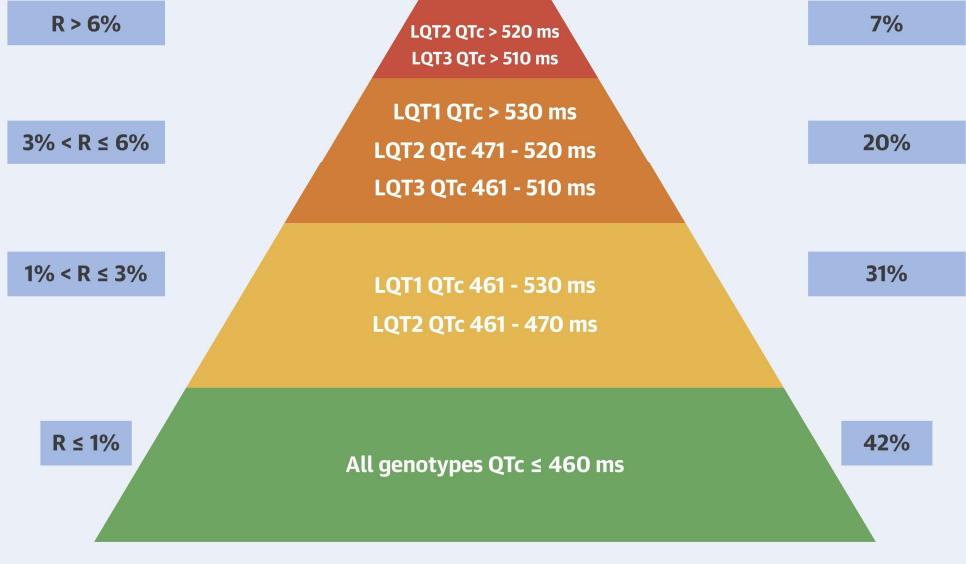 R > 6%
LQT2 QTc > 520 ms
LQT3 QTc > 510 ms
7%
3% < R ≤ 6%
LQT1 QTc > 530 ms
LQT2 QTc 471 - 520 ms
LQT3 QTc 461 - 510 ms
20%
1% < R ≤ 3%
LQT1 QTc 461 - 530 ms
LQT2 QTc 461 - 470 ms
31%
R ≤ 1%
All genotypes QTc ≤ 460 ms
42%